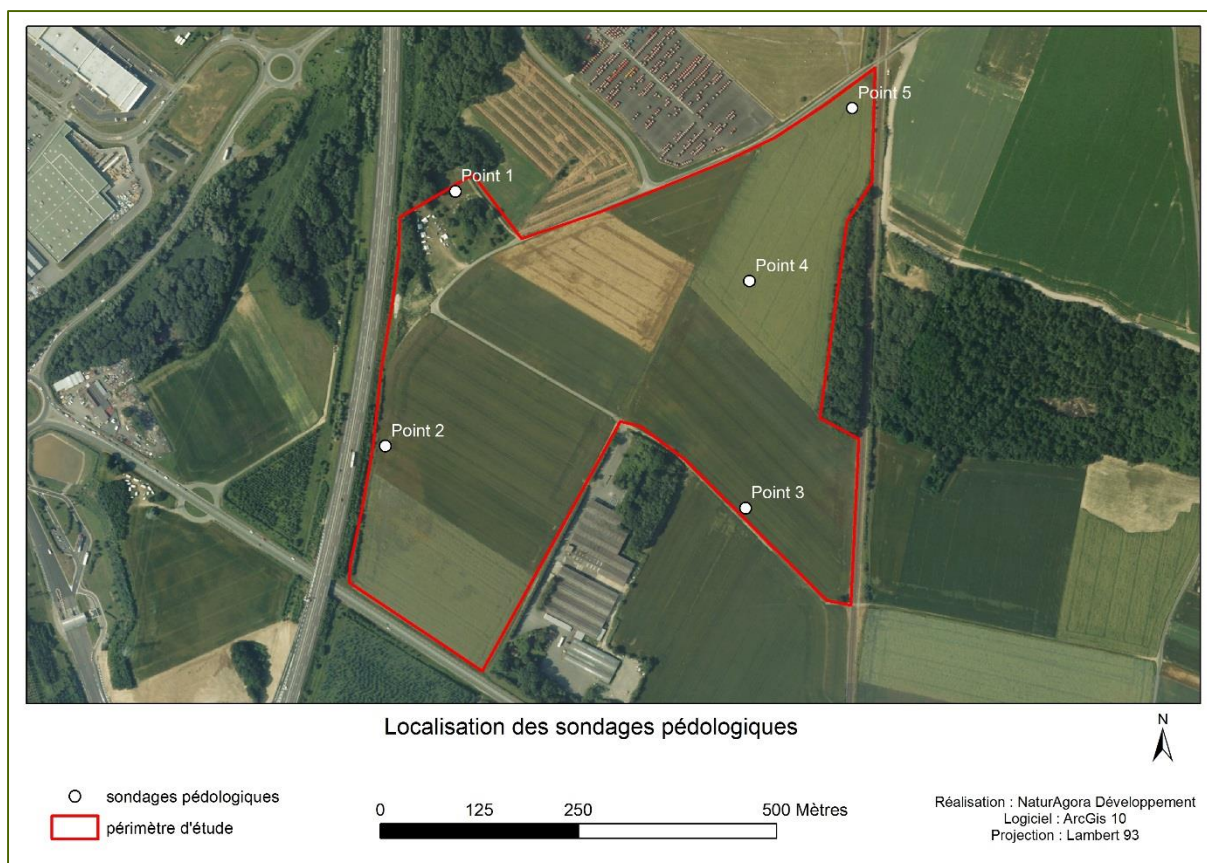 Point 5
Point 1
Point 4
Point 2
Point 3
Localisation des sondages pédologiques
N
sondages pédologiques
périmètre d'étude
0 125 250 500 Mètres
Réalisation : NaturAgora Développement
Logiciel : ArcGis 10
Projection : Lambert 93